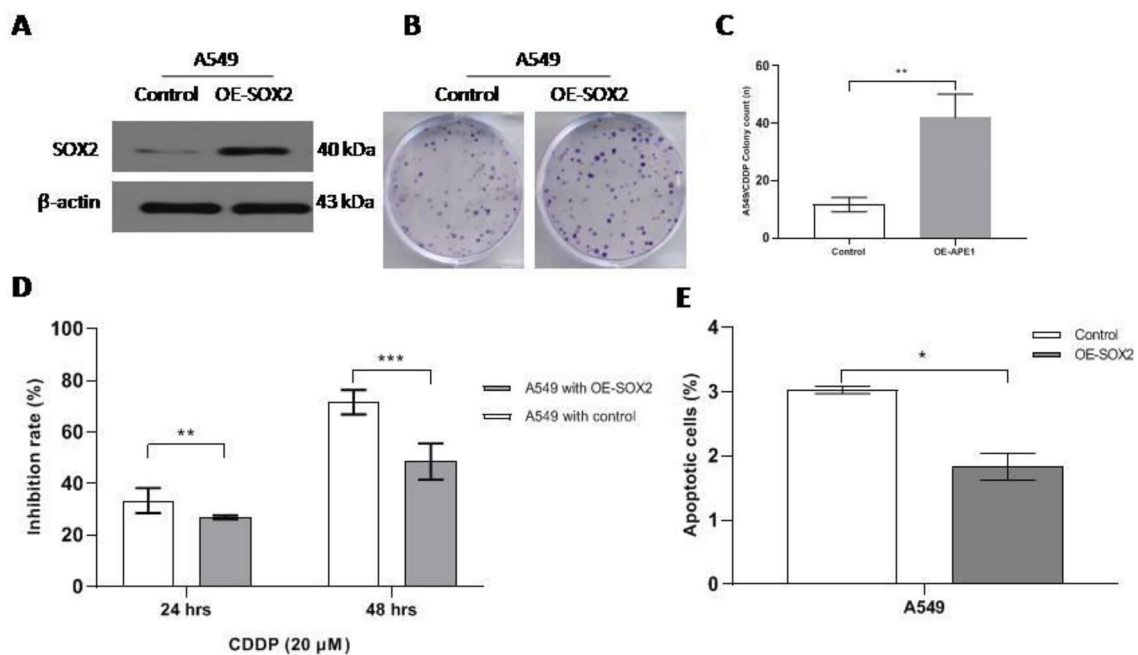 A
A549
Control OE-SOX2
SOX2
40 kDa
β-actin
43 kDa
B
A549
Control OE-SOX2
C
A549/CDDP Colony count (n)
60
40
20
0
**
Control
OE-APE1
D
Inhibition rate (%)
100
80
60
40
20
0
**
***
A549 with OE-SOX2
A549 with control
24 hrs
48 hrs
CDDP (20 μM)
E
Apoptotic cells (%)
4
3
2
1
0
*
Control
OE-SOX2
A549